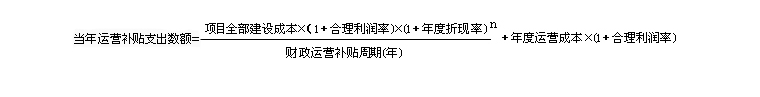 项目全部建设成本×(1+合理利润率)×(1+年度折现率)n
当年运营补贴支出数额= +年度运营成本×(1+合理利润率)
财政运营补贴周期(年)